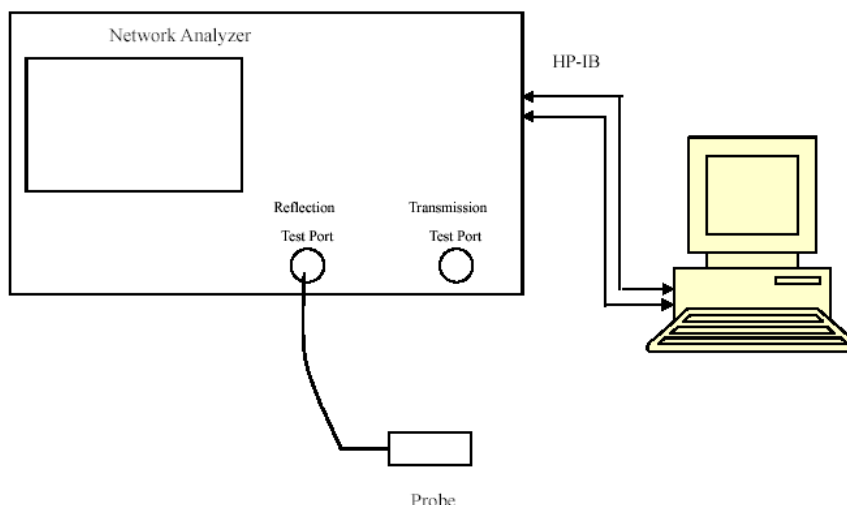 Network Analyzer
HP-IB
Reflection
Test Port
Transmission
Test Port
Probe